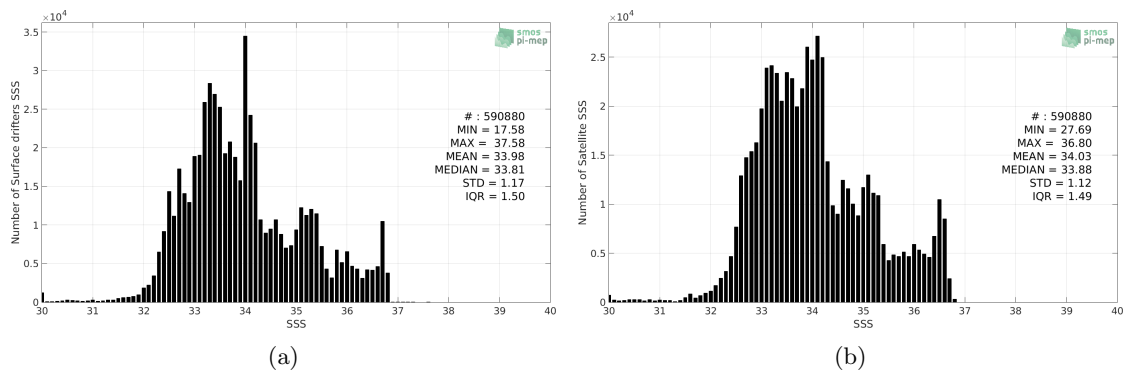 ×10⁴
3.5
3
2.5
2
1.5
1
0.5
0
Number of Surface drifters SSS
smos
pi-mep
# : 590880
MIN = 17.58
MAX = 37.58
MEAN = 33.98
MEDIAN = 33.81
STD = 1.17
IQR = 1.50
30 31 32 33 34 35 36 37 38 39 40
SSS
(a)
×10⁴
2.5
2
1.5
1
0.5
0
Number of Satellite SSS
smos
pi-mep
# : 590880
MIN = 27.69
MAX = 36.80
MEAN = 34.03
MEDIAN = 33.88
STD = 1.12
IQR = 1.49
30 31 32 33 34 35 36 37 38 39 40
SSS
(b)